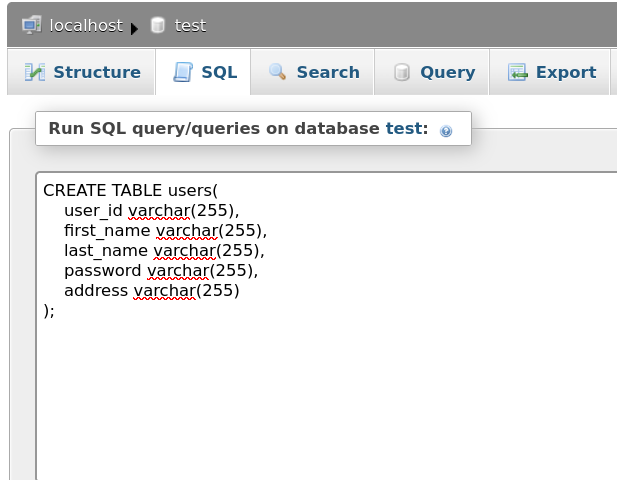 localhost test
Structure SQL Search Query Export
Run SQL query/queries on database test:
CREATE TABLE users(
user_id varchar(255),
first_name varchar(255),
last_name varchar(255),
password varchar(255),
address varchar(255)
);